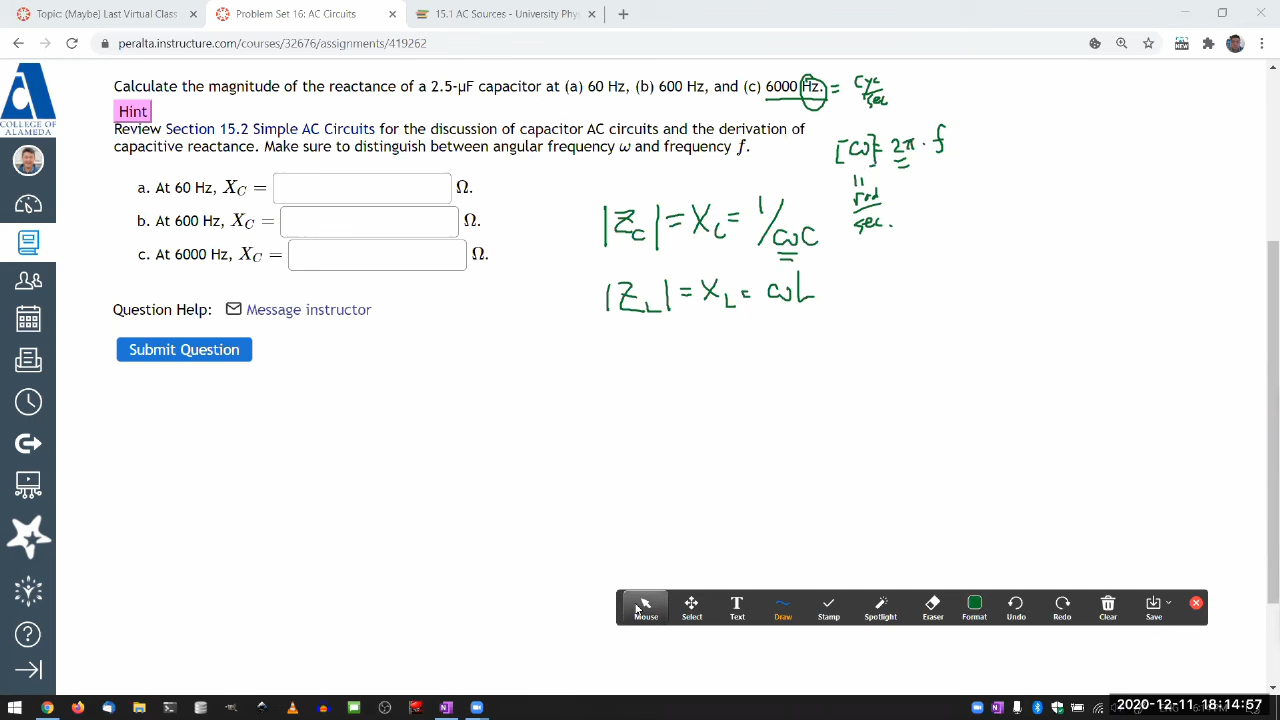 Topic: (Maybe) Last Virtual Class
Problem Set 16: AC Circuits
15.1 AC Sources - University Phy
peralta.instructure.com/courses/32676/assignments/419262
NEW
COLLEGE OF
ALAMEDA
Calculate the magnitude of the reactance of a 2.5-μF capacitor at (a) 60 Hz, (b) 600 Hz, and (c) 6000 Hz.
= cyc/sec
Hint
Review Section 15.2 Simple AC Circuits for the discussion of capacitor AC circuits and the derivation of
capacitive reactance. Make sure to distinguish between angular frequency ω and frequency f.
[ω] = 2π · f
"
rad/sec.
a. At 60 Hz, X_C = Ω.
b. At 600 Hz, X_C = Ω.
c. At 6000 Hz, X_C = Ω.
|Z_C| = X_C = 1/ωC
|Z_L| = X_L = ωL
Question Help: Message instructor
Submit Question
Mouse Select Text Draw Stamp Spotlight Eraser Format Undo Redo Clear Save
2020-12-11 18:14:57